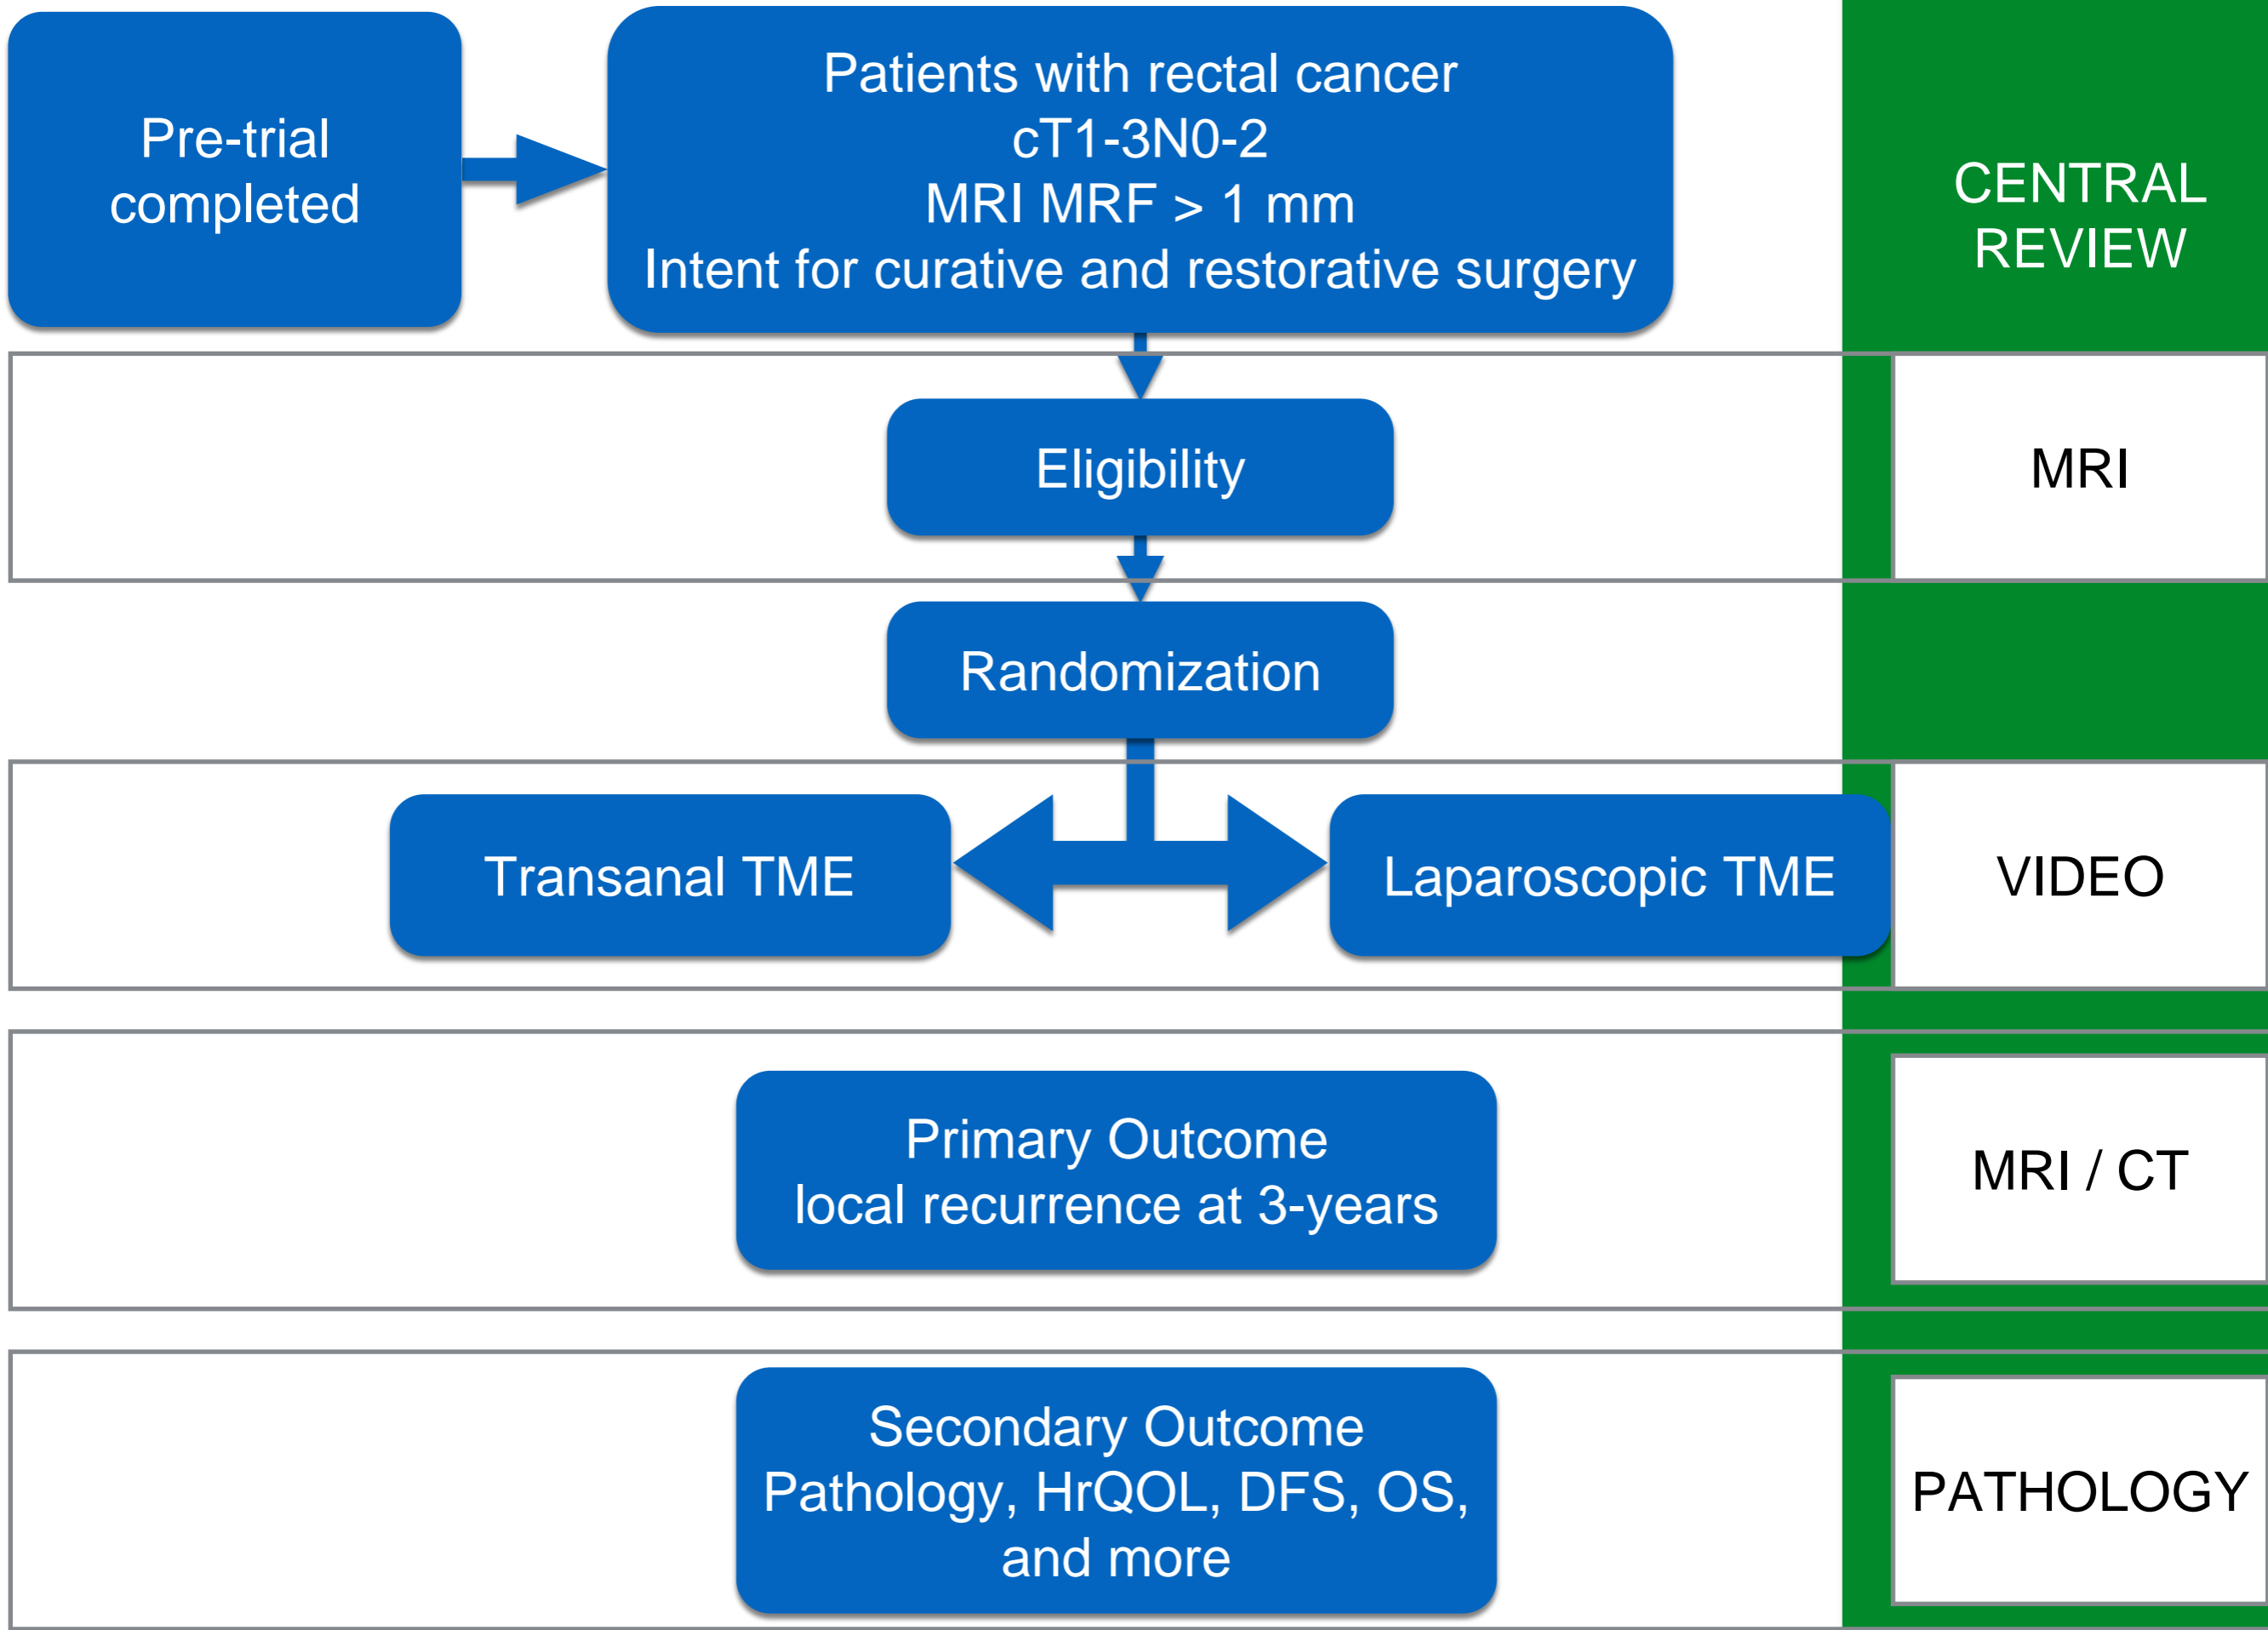 Pre-trial
completed
Patients with rectal cancer
cT1-3N0-2
MRI MRF > 1 mm
Intent for curative and restorative surgery
CENTRAL
REVIEW
Eligibility
MRI
Randomization
Transanal TME
Laparoscopic TME
VIDEO
Primary Outcome
local recurrence at 3-years
MRI / CT
Secondary Outcome
Pathology, HrQOL, DFS, OS,
and more
PATHOLOGY